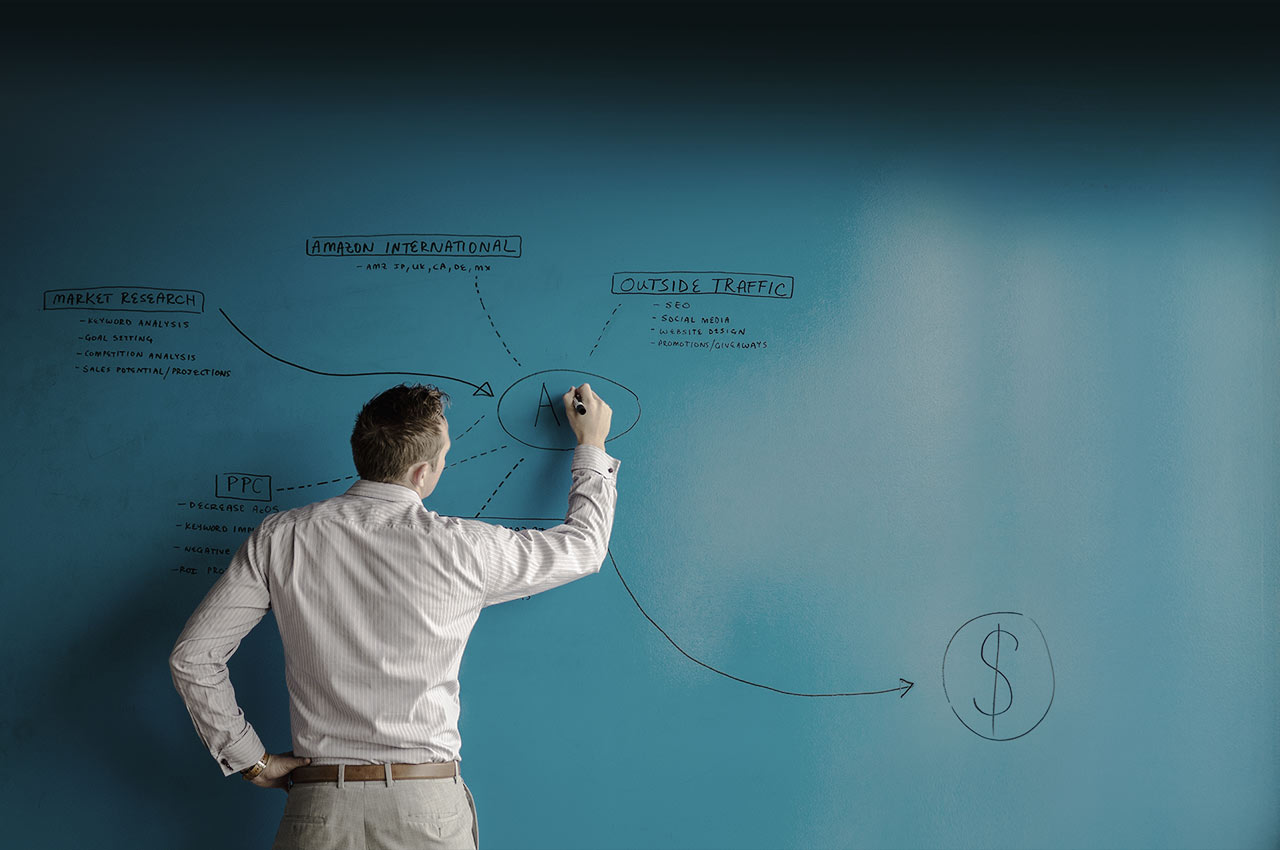 AMAZON INTERNATIONAL
- AMZ JP, UK, CA, DE, MX
MARKET RESEARCH
- KEYWORD ANALYSIS
- GOAL SETTING
- COMPETITION ANALYSIS
- SALES POTENTIAL/PROJECTIONS
OUTSIDE TRAFFIC
- SEO
- SOCIAL MEDIA
- WEBSITE DESIGN
- PROMOTIONS/GIVEAWAYS
A
PPC
- DECREASE ACOS
- KEYWORD
- NEGATIVE
- ROI
$